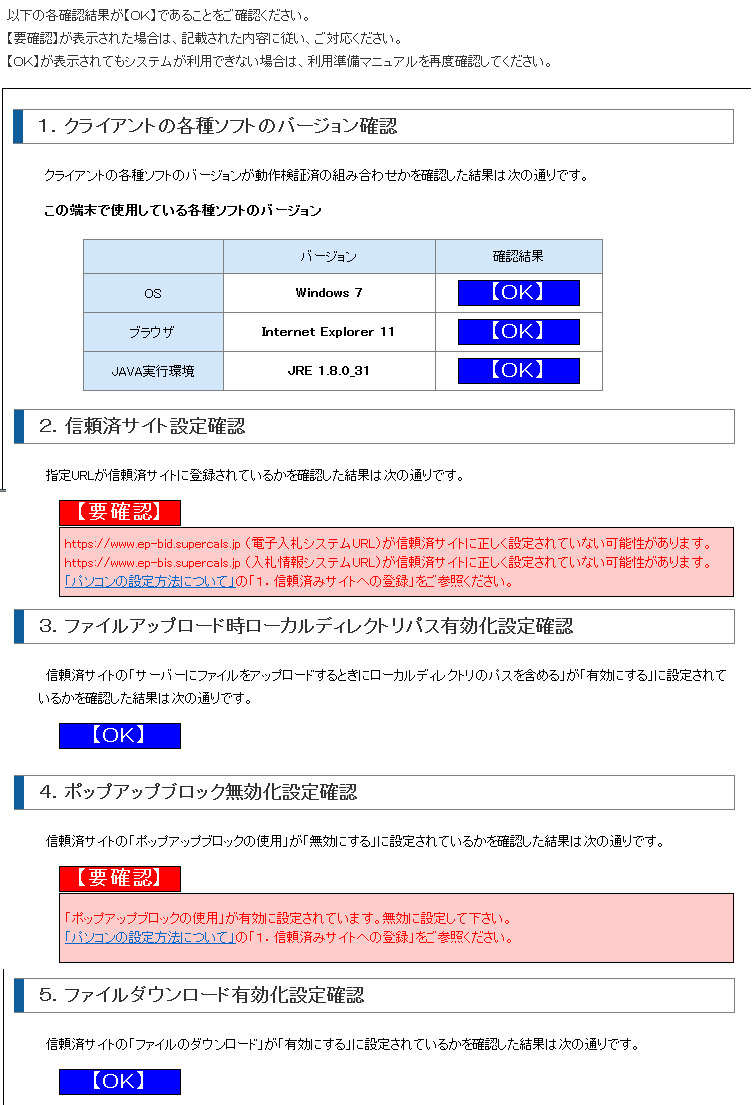 以下の各確認結果が【OK】であることをご確認ください。
【要確認】が表示された場合は、記載された内容に従い、ご対応ください。
【OK】が表示されてもシステムが利用できない場合は、利用準備マニュアルを再度確認してください。
1. クライアントの各種ソフトのバージョン確認
クライアントの各種ソフトのバージョンが動作検証済の組み合わせかを確認した結果は次の通りです。
この端末で使用している各種ソフトのバージョン
バージョン 確認結果
OS Windows 7 【OK】
ブラウザ Internet Explorer 11 【OK】
JAVA実行環境 JRE 1.8.0_31 【OK】
2. 信頼済サイト設定確認
指定URLが信頼済サイトに登録されているかを確認した結果は次の通りです。
【要確認】
https://www.ep-bid.supercals.jp（電子入札システムURL）が信頼済サイトに正しく設定されていない可能性があります。
https://www.ep-bis.supercals.jp（入札情報システムURL）が信頼済サイトに正しく設定されていない可能性があります。
「パソコンの設定方法について」の「1. 信頼済みサイトへの登録」をご参照ください。
3. ファイルアップロード時ローカルディレクトリパス有効化設定確認
信頼済サイトの「サーバーにファイルをアップロードするときにローカルディレクトリのパスを含める」が「有効にする」に設定されて
いるかを確認した結果は次の通りです。
【OK】
4. ポップアップブロック無効化設定確認
信頼済サイトの「ポップアップブロックの使用」が「無効にする」に設定されているかを確認した結果は次の通りです。
【要確認】
「ポップアップブロックの使用」が有効に設定されています。無効に設定して下さい。
「パソコンの設定方法について」の「1. 信頼済みサイトへの登録」をご参照ください。
5. ファイルダウンロード有効化設定確認
信頼済サイトの「ファイルのダウンロード」が「有効にする」に設定されているかを確認した結果は次の通りです。
【OK】